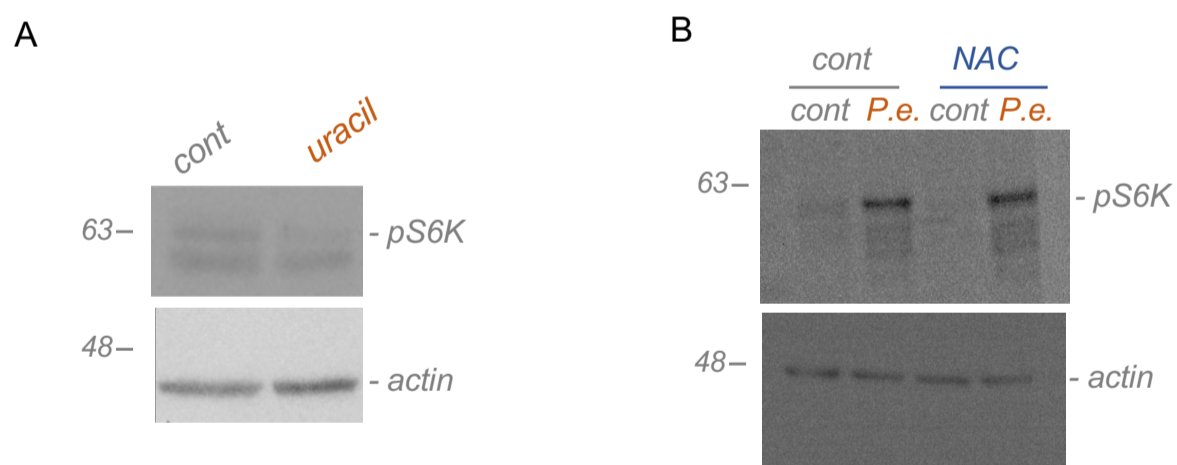 A
cont uracil
63– - pS6K
48–
- actin
B
cont NAC
cont P.e. cont P.e.
63– - pS6K
48– - actin